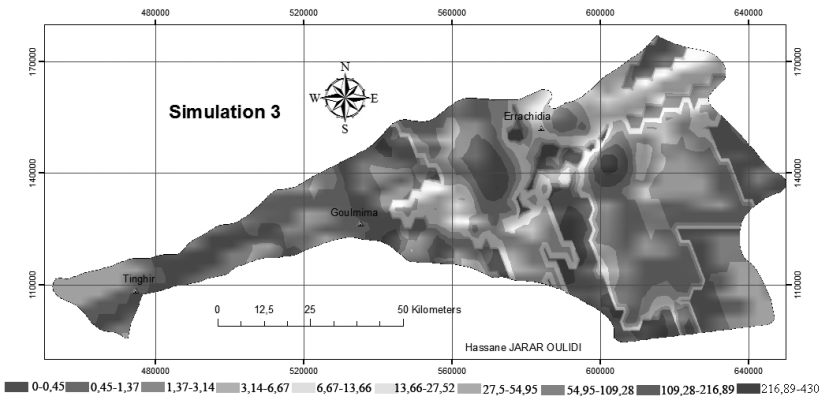 480000 520000 560000 600000 640000
170000 170000
N
W E
S
Simulation 3
Errachidia
140000 140000
Goulmima
Tinghir
110000 110000
0 12,5 25 50 Kilometers
Hassane JARAR OULIDI
480000 520000 560000 600000 640000
0-0,45 0,45-1,37 1,37-3,14 3,14-6,67 6,67-13,66 13,66-27,52 27,5-54,95 54,95-109,28 109,28-216,89 216,89-430